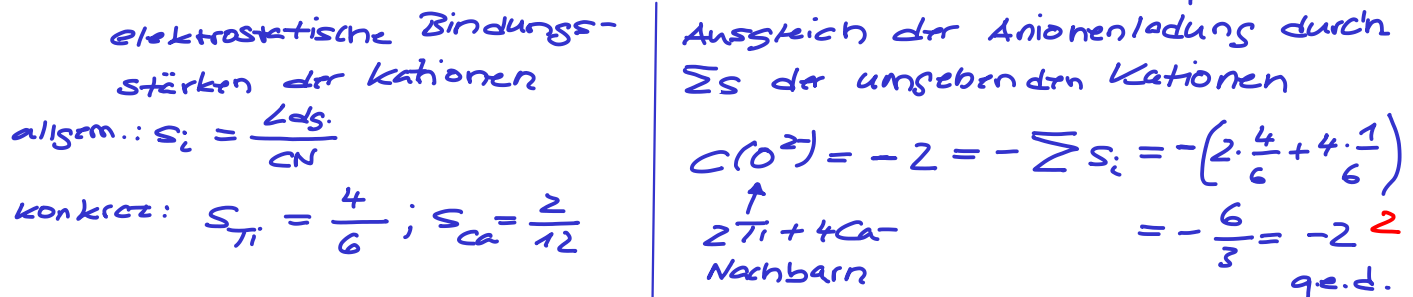 elektrostatische Bindungs-
stärken der Kationen
allgem.: s_i = Ldg./CN
konkret: S_Ti = 4/6 ; S_Ca = 2/12
Ausgleich der Anionenladung durch
Σs der umgebenden Kationen
C(O²⁻) = -2 = -Σ s_i = -(2·4/6 + 4·1/6)
2 Ti + 4Ca-
Nachbarn
= -6/3 = -2 2
q.e.d.